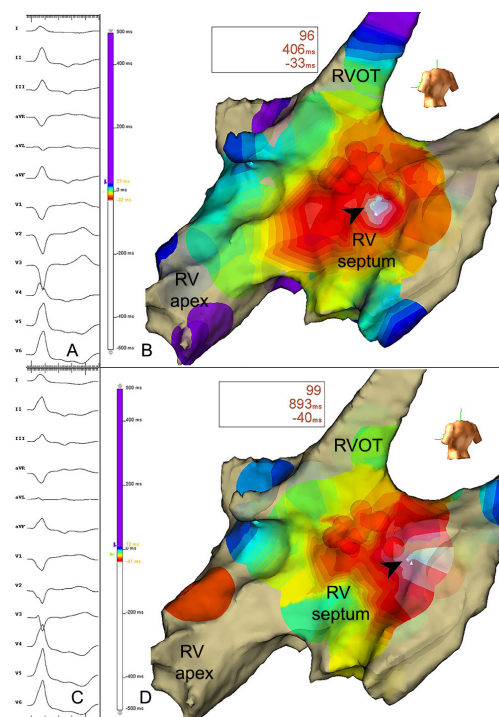 I
II
III
aVR
aVL
aVF
V1
V2
V3
V4
V5
V6
A
500 ms
200 ms
0 ms
-200 ms
-400 ms
-500 ms
B
96
406ms
-33ms
RVOT
RV
septum
RV
apex
I
II
III
aVR
aVL
aVF
V1
V2
V3
V4
V5
V6
C
500 ms
200 ms
0 ms
-200 ms
-400 ms
-500 ms
D
99
893ms
-40ms
RVOT
RV
septum
RV
apex